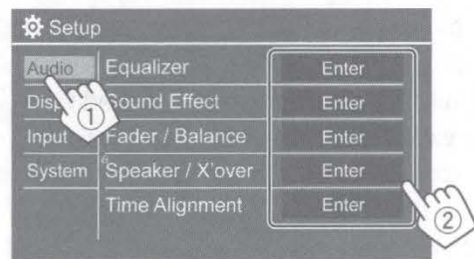 Setup
Audio Equalizer Enter
Disp Sound Effect Enter
Input Fader / Balance Enter
System Speaker / X'over Enter
Time Alignment Enter
1
2